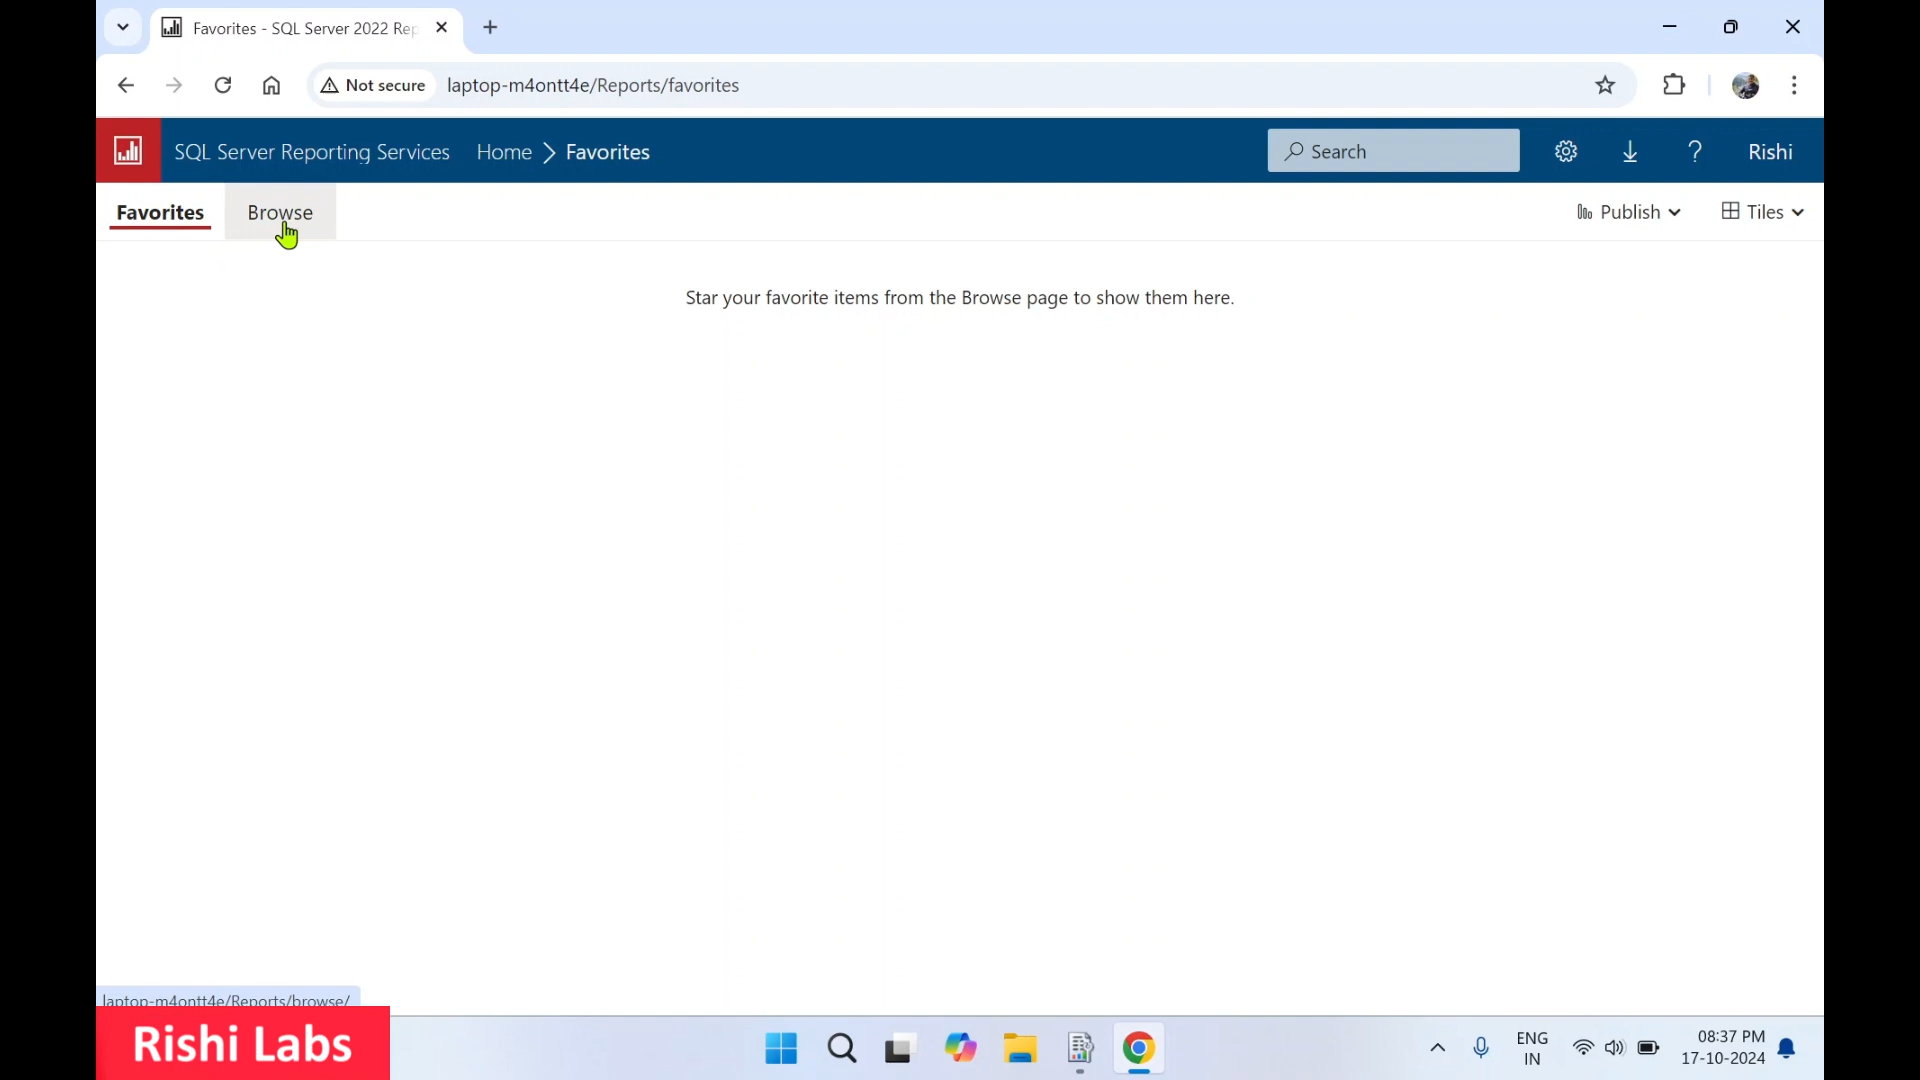 Favorites - SQL Server 2022 Rep
Not secure
laptop-m4ontt4e/Reports/favorites
SQL Server Reporting Services
Home
Favorites
Search
Rishi
Favorites
Browse
Publish
Tiles
Star your favorite items from the Browse page to show them here.
laptop-m4ontt4e/Reports/browse/
Rishi Labs
ENG
IN
08:37 PM
17-10-2024